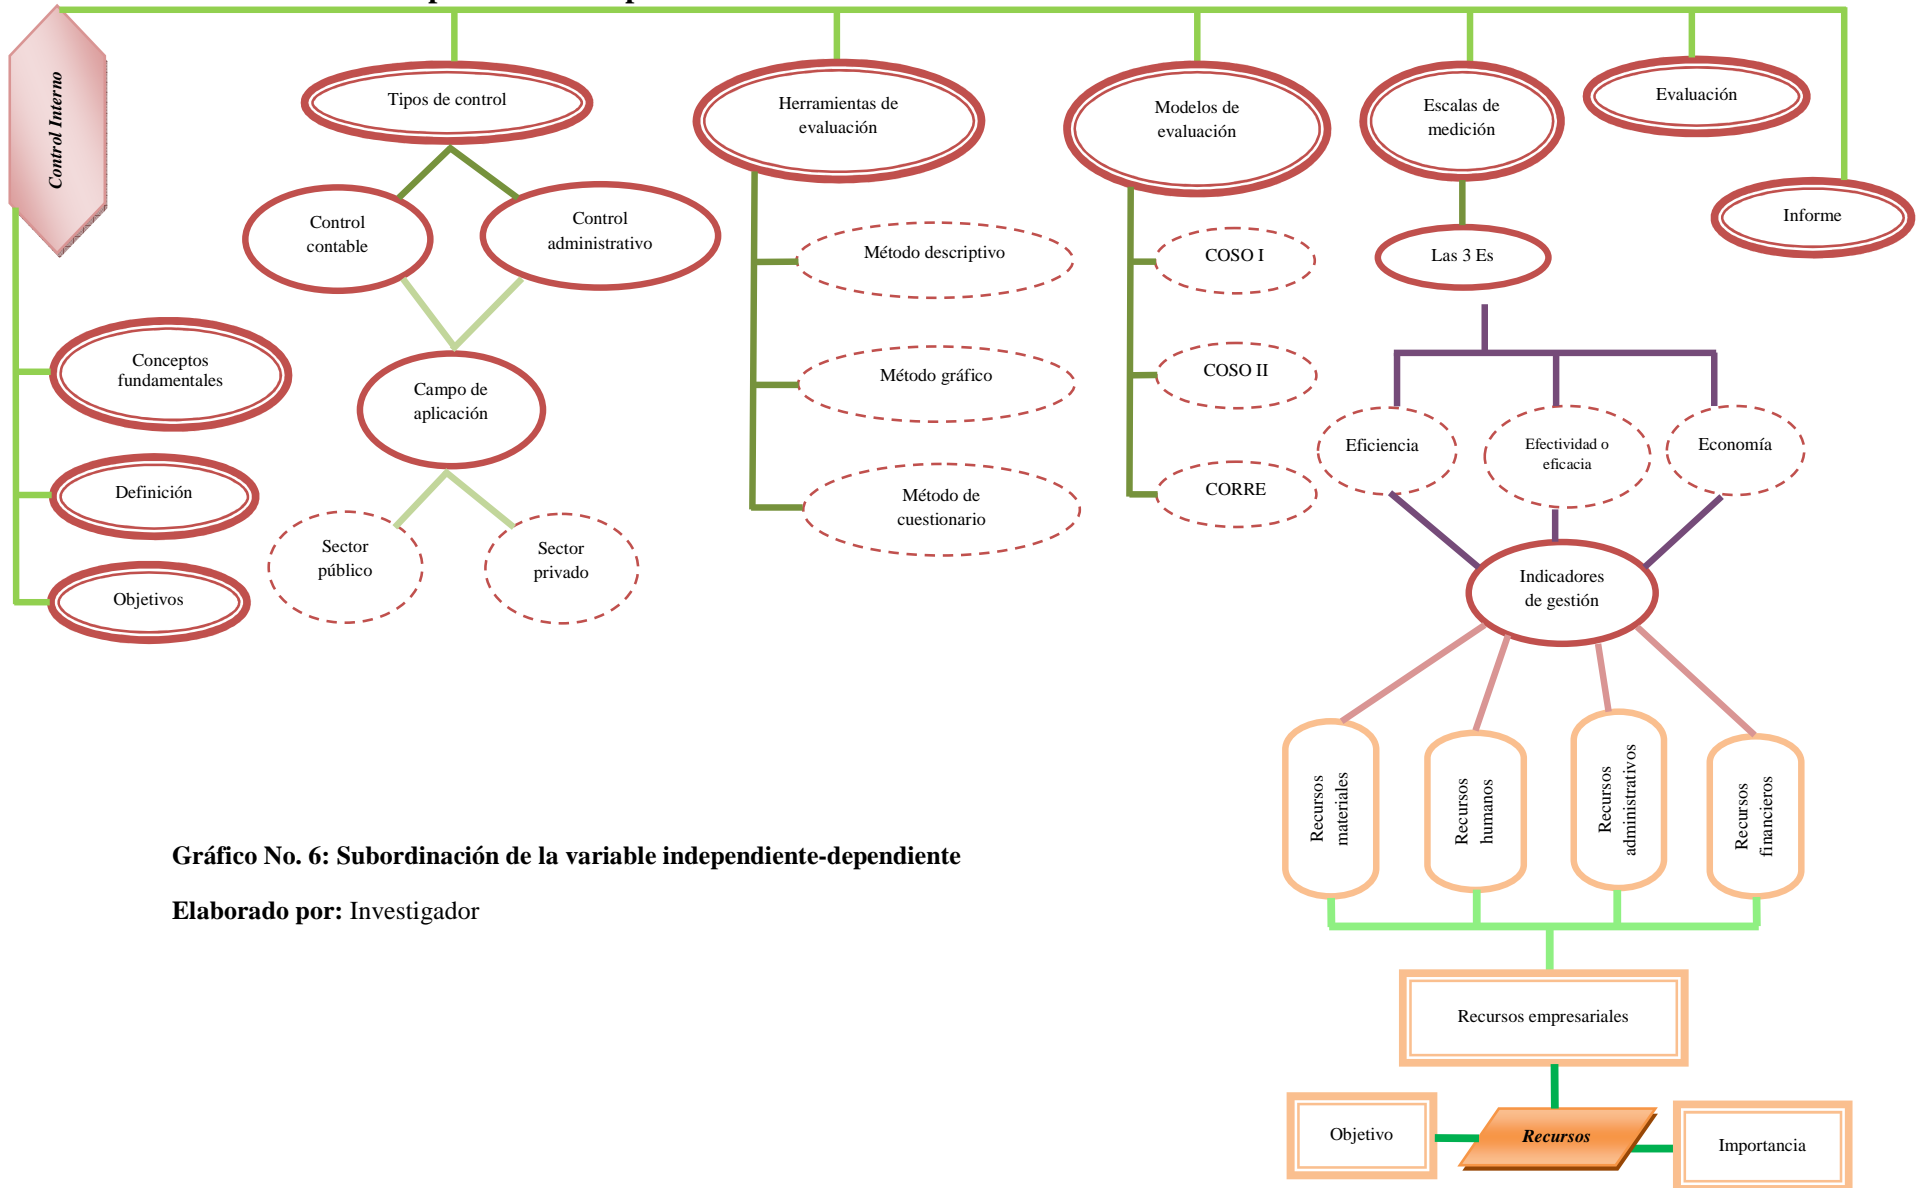 Control Interno
Tipos de control
Herramientas de
evaluación
Modelos de
evaluación
Escalas de
medición
Evaluación
Informe
Control
contable
Control
administrativo
Método descriptivo
COSO I
Las 3 Es
Conceptos
fundamentales
Campo de
aplicación
Método gráfico
COSO II
Eficiencia
Efectividad o
eficacia
Economía
Definición
Método de
cuestionario
CORRE
Sector
público
Sector
privado
Objetivos
Indicadores
de gestión
Recursos
materiales
Recursos
humanos
Recursos
administrativos
Recursos
financieros
Gráfico No. 6: Subordinación de la variable independiente-dependiente
Elaborado por: Investigador
Recursos empresariales
Objetivo
Recursos
Importancia